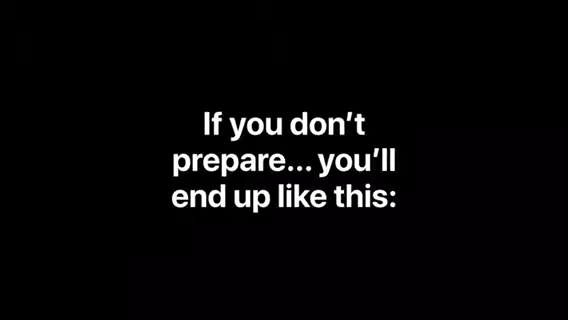 If you don’t
prepare... you’ll
end up like this: